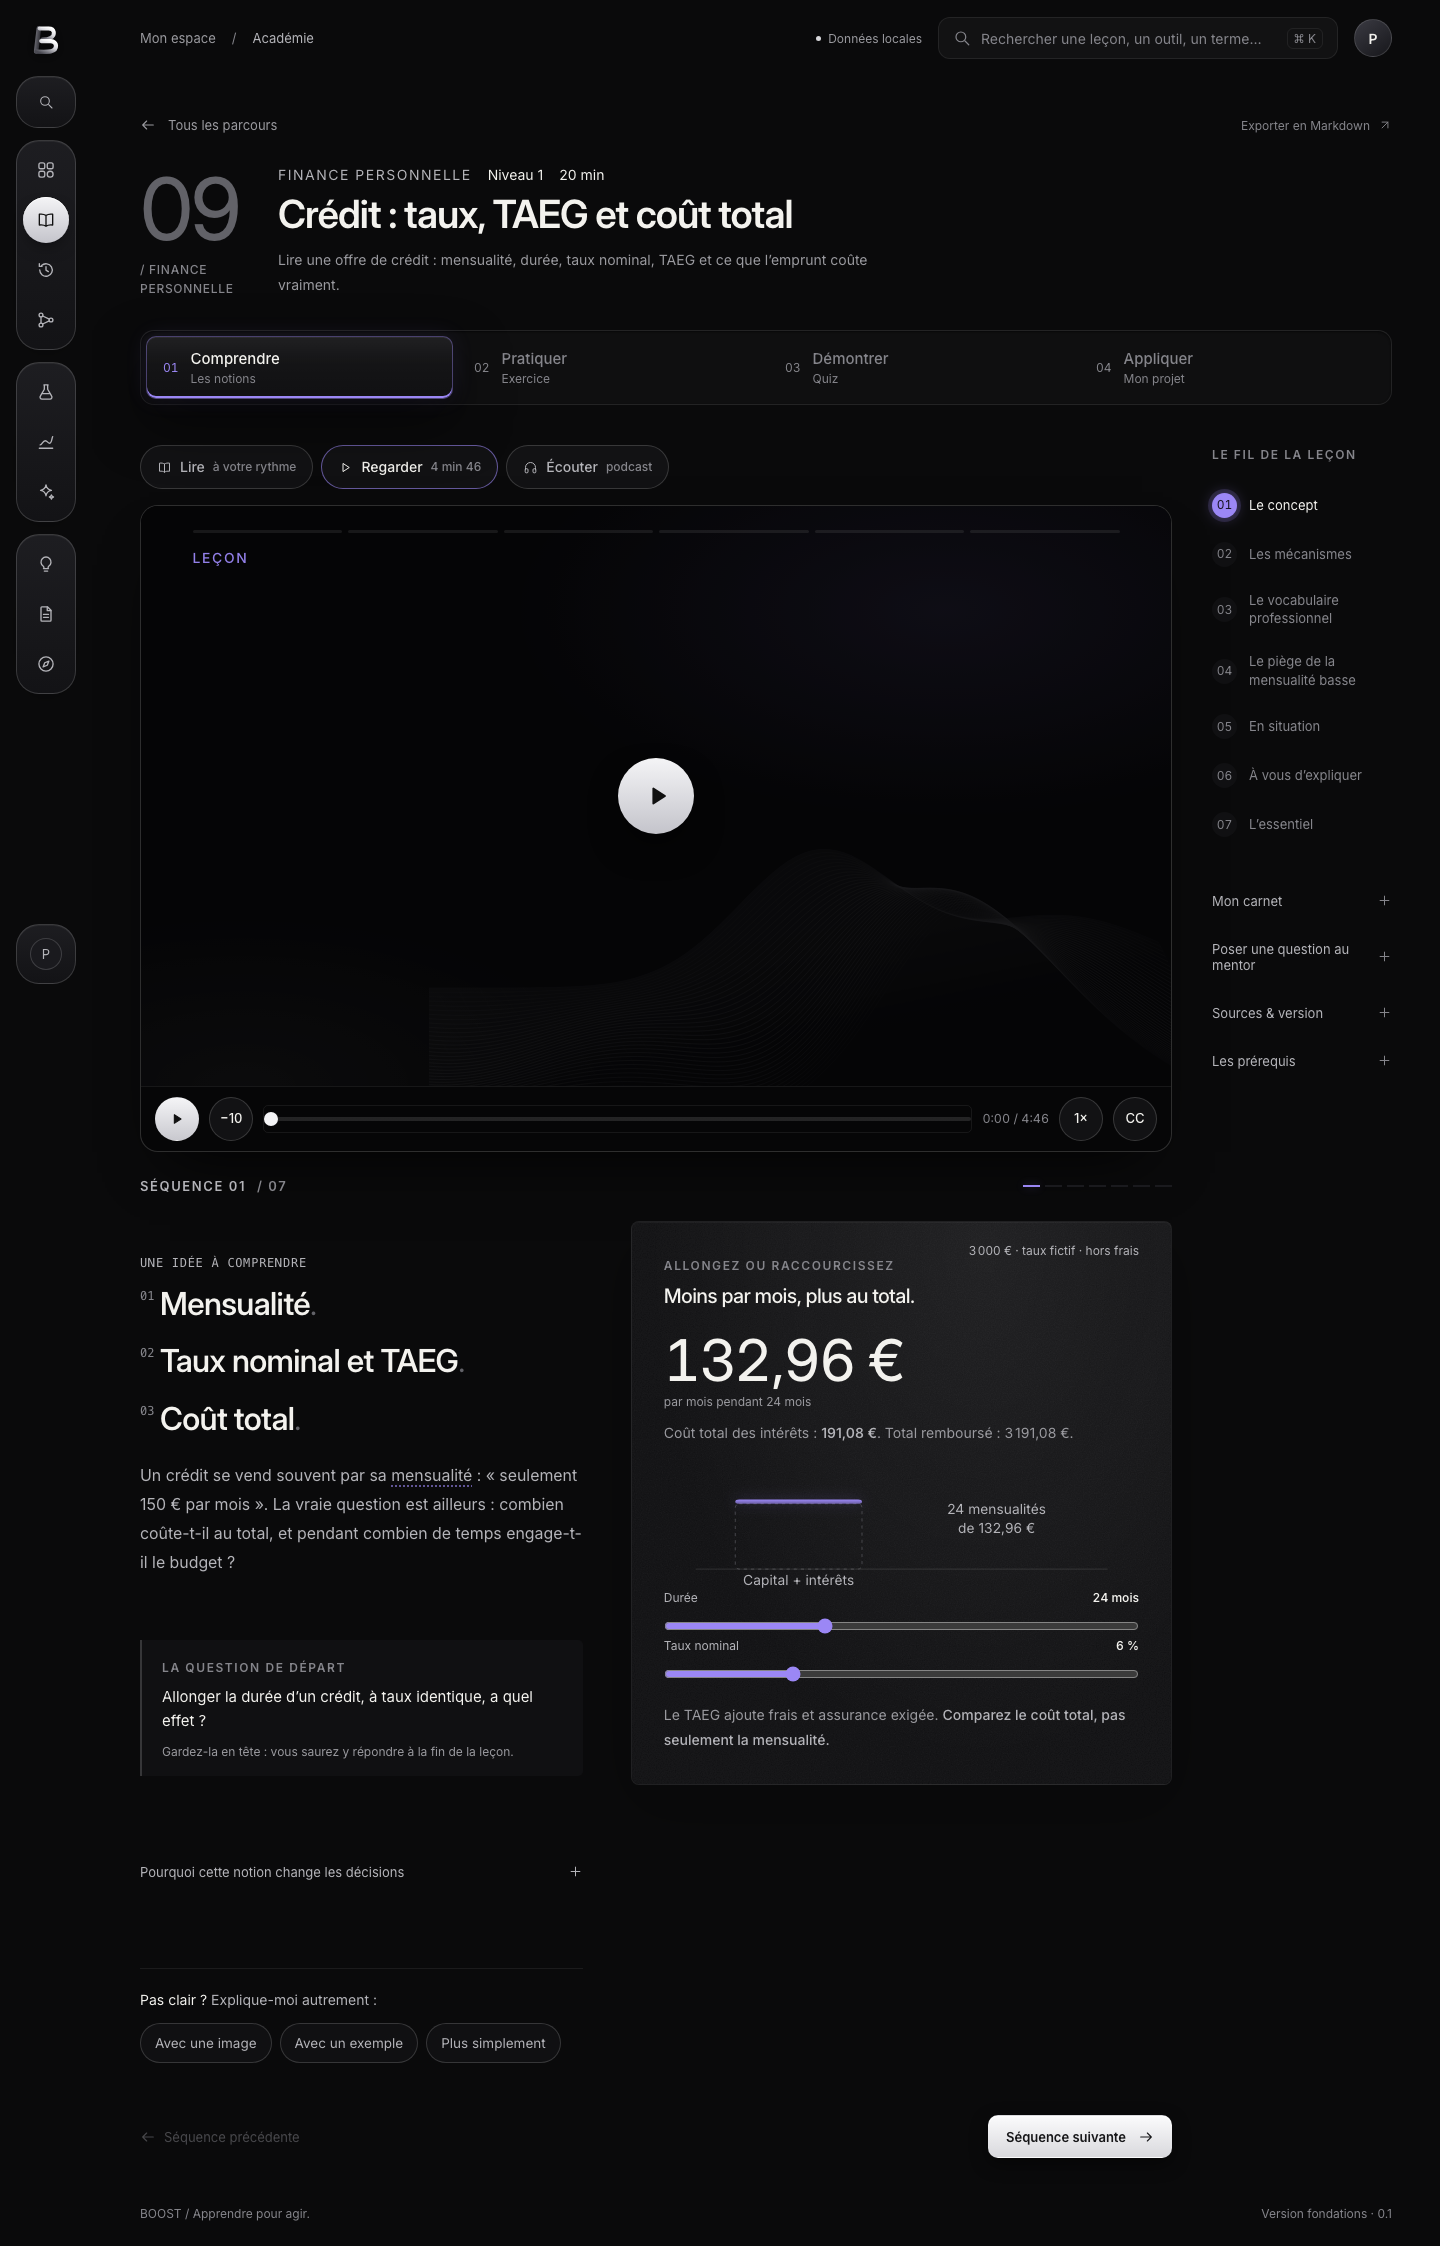 B
Mon espace / Académie
Données locales
Rechercher une leçon, un outil, un terme…
⌘ K
P
← Tous les parcours
Exporter en Markdown ↗
09
/ FINANCE
PERSONNELLE
FINANCE PERSONNELLE Niveau 1 20 min
Crédit : taux, TAEG et coût total
Lire une offre de crédit : mensualité, durée, taux nominal, TAEG et ce que l’emprunt coûte
vraiment.
01 Comprendre
Les notions
02 Pratiquer
Exercice
03 Démontrer
Quiz
04 Appliquer
Mon projet
Lire à votre rythme
Regarder 4 min 46
Écouter podcast
LEÇON
−10
0:00 / 4:46
1×
CC
LE FIL DE LA LEÇON
01 Le concept
02 Les mécanismes
03 Le vocabulaire
professionnel
04 Le piège de la
mensualité basse
05 En situation
06 À vous d’expliquer
07 L’essentiel
Mon carnet +
Poser une question au
mentor +
Sources & version +
Les prérequis +
P
SÉQUENCE 01 / 07
UNE IDÉE À COMPRENDRE
01 Mensualité.
02 Taux nominal et TAEG.
03 Coût total.
Un crédit se vend souvent par sa mensualité : « seulement
150 € par mois ». La vraie question est ailleurs : combien
coûte-t-il au total, et pendant combien de temps engage-t-
il le budget ?
LA QUESTION DE DÉPART
Allonger la durée d’un crédit, à taux identique, a quel
effet ?
Gardez-la en tête : vous saurez y répondre à la fin de la leçon.
Pourquoi cette notion change les décisions +
Pas clair ? Explique-moi autrement :
Avec une image
Avec un exemple
Plus simplement
3 000 € · taux fictif · hors frais
ALLONGEZ OU RACCOURCISSEZ
Moins par mois, plus au total.
132,96 €
par mois pendant 24 mois
Coût total des intérêts : 191,08 €. Total remboursé : 3 191,08 €.
24 mensualités
de 132,96 €
Capital + intérêts
Durée 24 mois
Taux nominal 6 %
Le TAEG ajoute frais et assurance exigée. Comparez le coût total, pas
seulement la mensualité.
← Séquence précédente
Séquence suivante →
BOOST / Apprendre pour agir.
Version fondations · 0.1